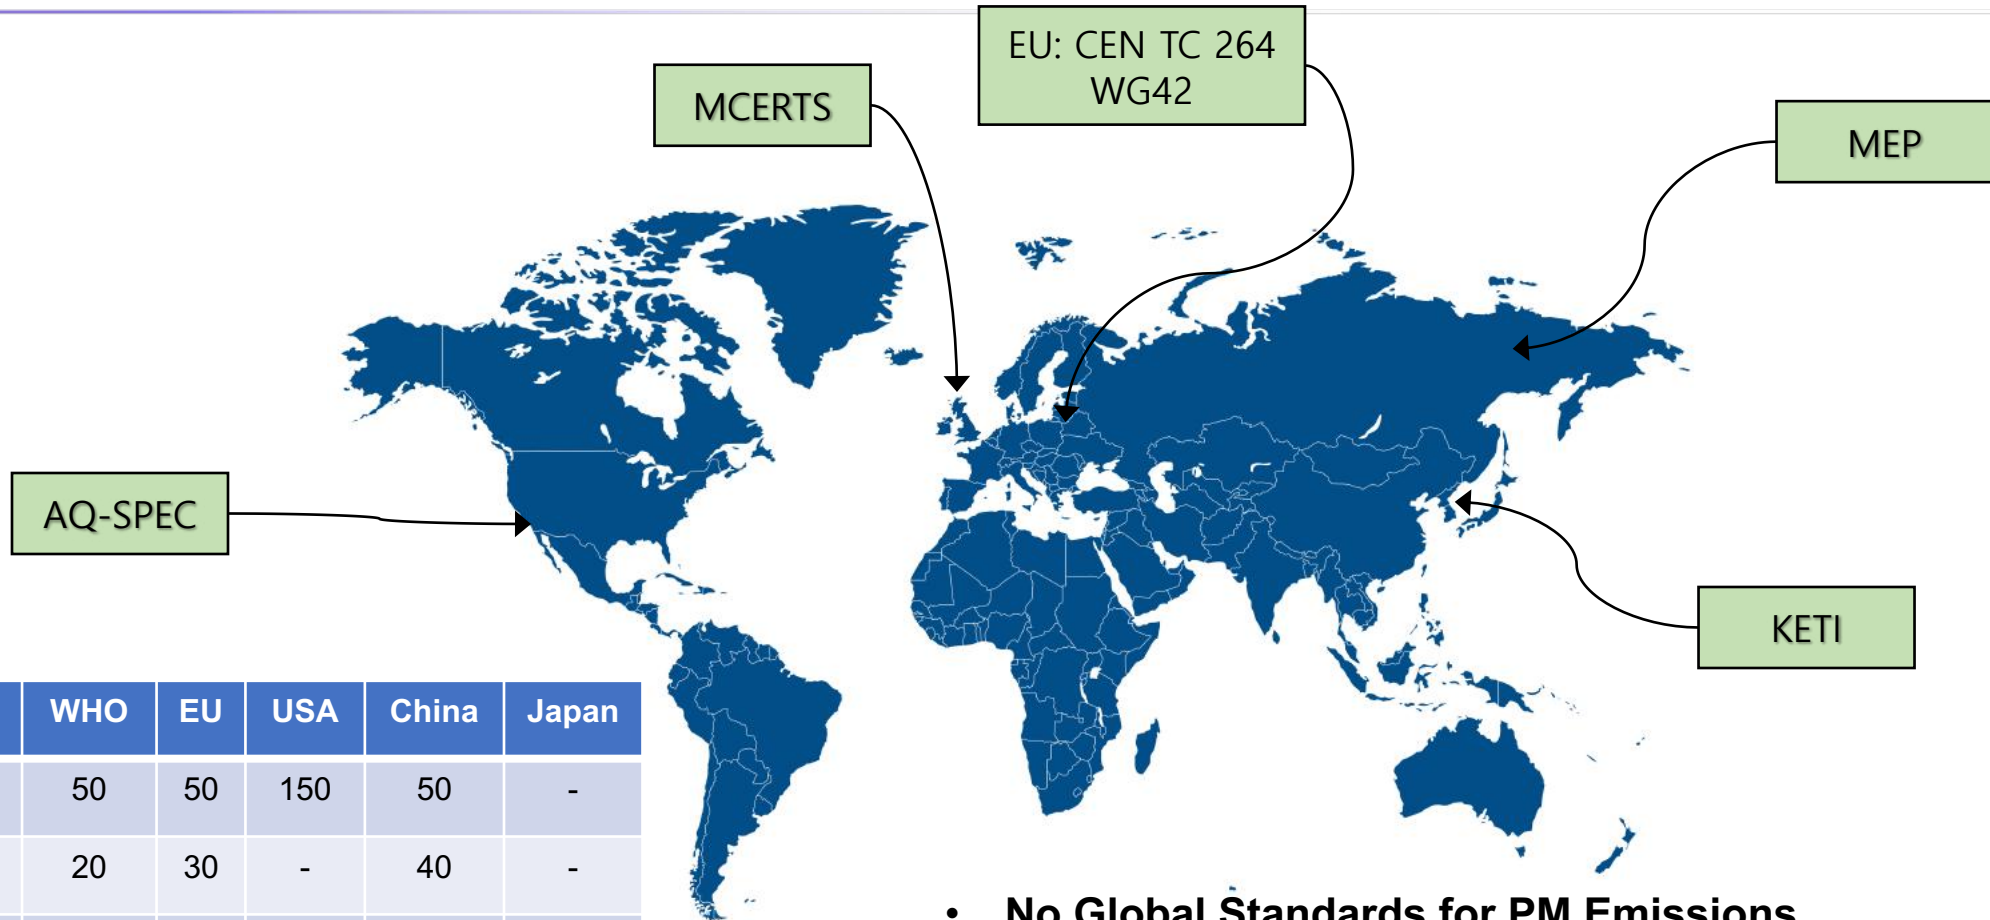 EU: CEN TC 264
WG42
MCERTS
MEP
AQ-SPEC
KETI
WHO EU USA China Japan
50 50 150 50 -
20 30 - 40 -
• No Global Standards for PM Emissions